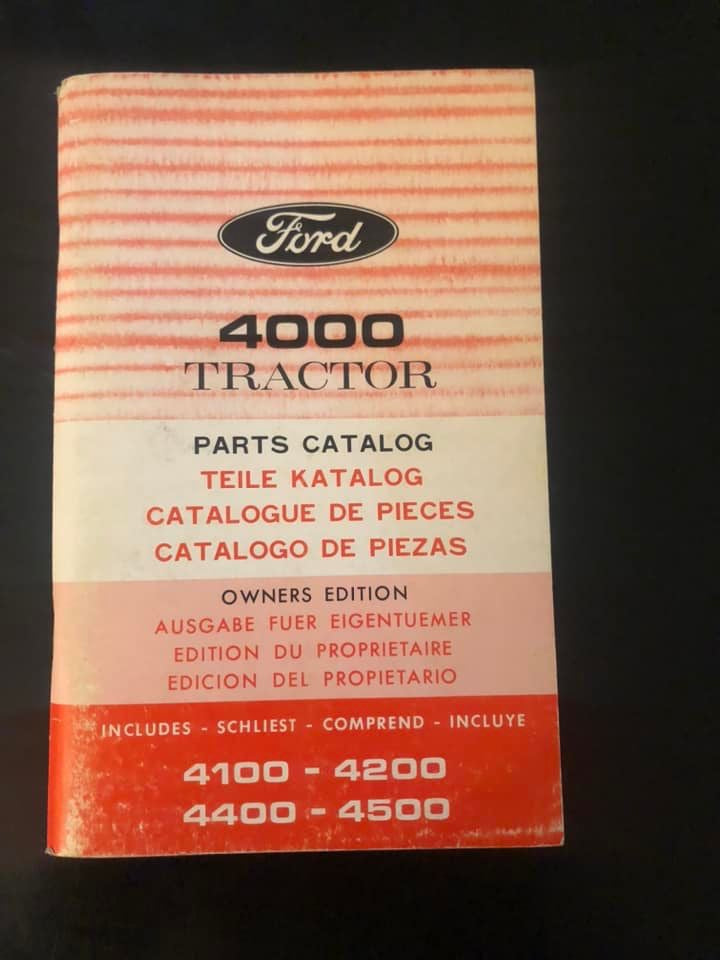 Ford
4000
TRACTOR
PARTS CATALOG
TEILE KATALOG
CATALOGUE DE PIECES
CATALOGO DE PIEZAS
OWNERS EDITION
AUSGABE FUER EIGENTUEMER
EDITION DU PROPRIETAIRE
EDICION DEL PROPIETARIO
INCLUDES - SCHLIEST - COMPREND - INCLUYE
4100 - 4200
4400 - 4500